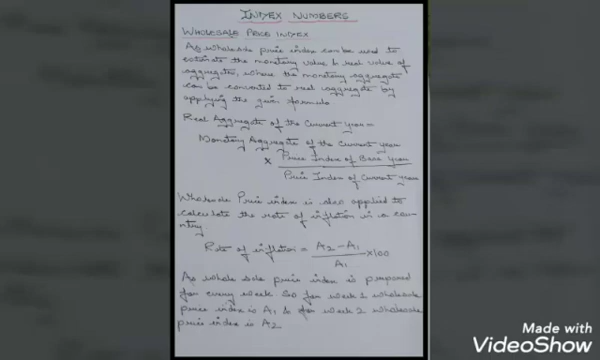 INDEX NUMBERS
WHOLESALE PRICE INDEX
As wholesale price index can be used to
estimate the monetary value & real value of
aggregates, where the monetary aggregate
can be converted to real aggregate by
applying the given formula
Real Aggregate of the Current year =
Monetary Aggregate of the Current year
× Price Index of Base Year
Price Index of Current year
Wholesale Price index is also applied to
calculate the rate of inflation in a cou-
ntry
Rate of inflation = A2 - A1 ×100
A1
As whole sale price index is prepared
for every week so for week 1 wholesale
price index is A1 & for week 2 wholesale
price index is A2
Made with
VideoShow